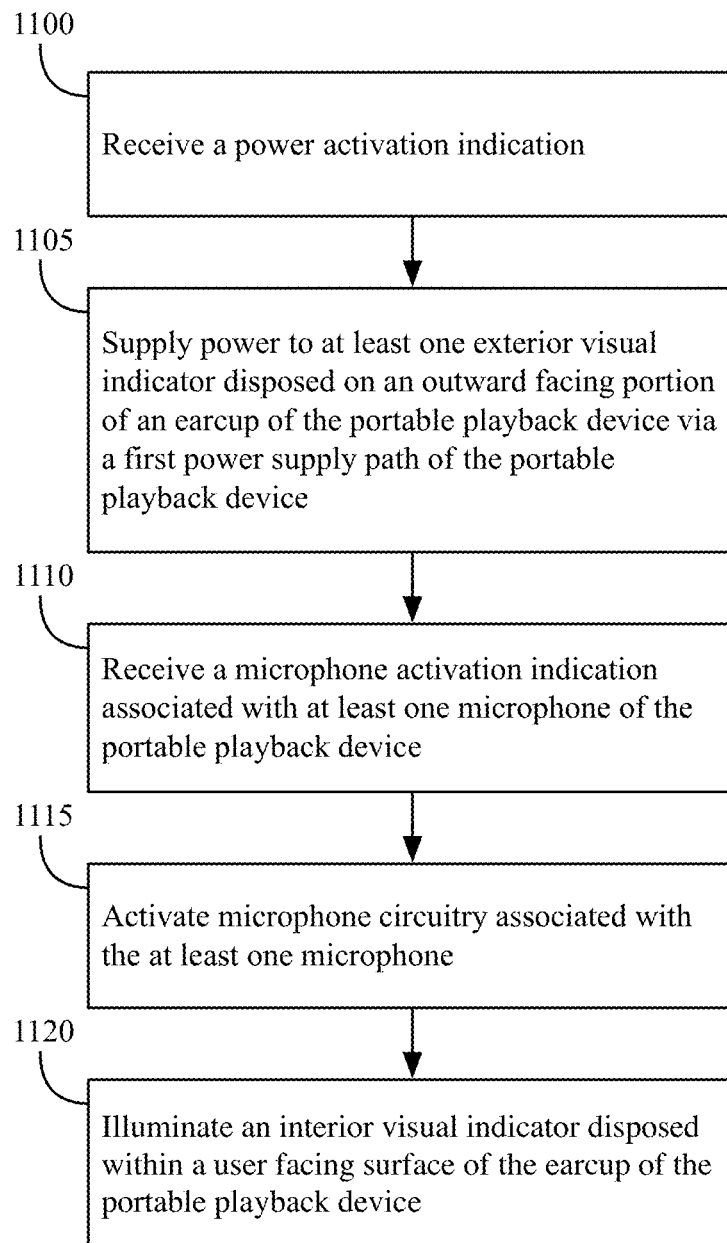 1100
Receive a power activation indication
1105
Supply power to at least one exterior visual
indicator disposed on an outward facing portion
of an earcup of the portable playback device via
a first power supply path of the portable
playback device
1110
Receive a microphone activation indication
associated with at least one microphone of the
portable playback device
1115
Activate microphone circuitry associated with
the at least one microphone
1120
Illuminate an interior visual indicator disposed
within a user facing surface of the earcup of the
portable playback device